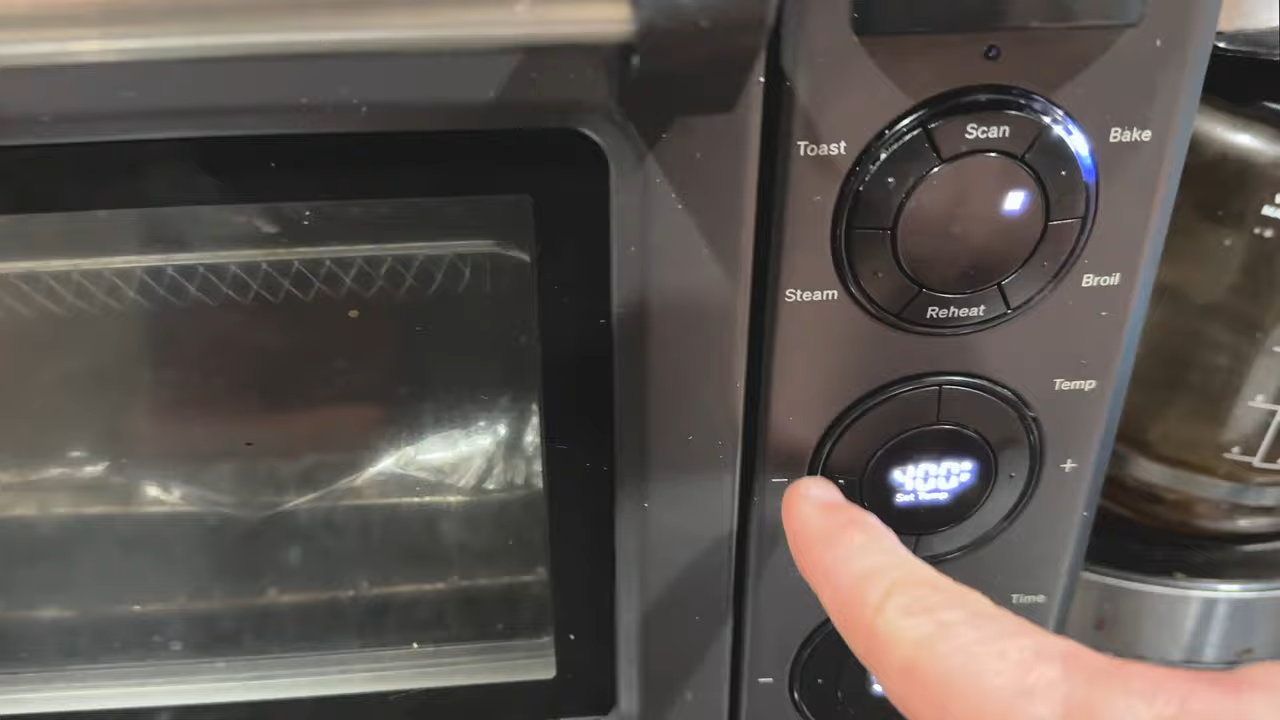 Scan
Toast
Bake
Steam
Broil
Reheat
Temp
400°
Set Temp
− +
Time
−